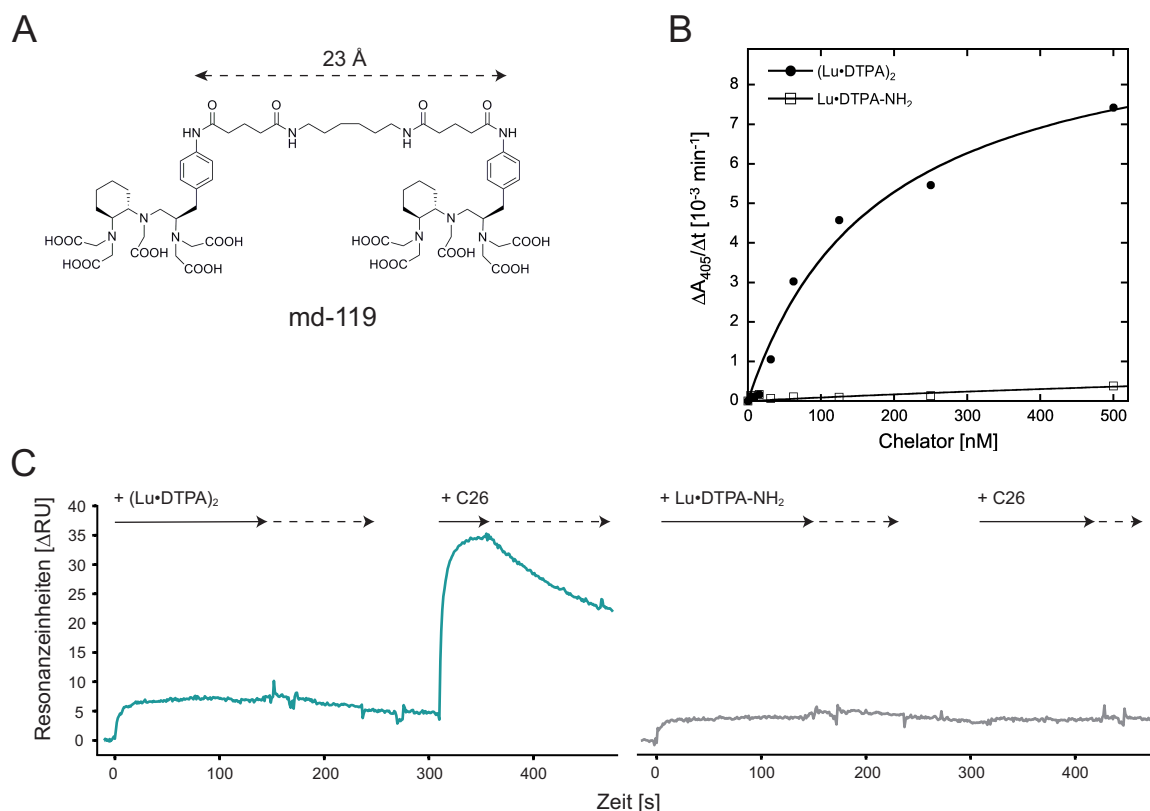 A
23 Å
O O O O
NH N H N H NH
N N N N N N
HOOC COOH HOOC COOH
HOOC COOH COOH HOOC COOH COOH
md-119
B
(Lu•DTPA)₂
Lu•DTPA-NH₂
8
7
6
5
4
3
2
1
0
0 100 200 300 400 500
ΔA₄₀₅/Δt [10⁻³ min⁻¹]
Chelator [nM]
C
+ (Lu•DTPA)₂ + C26 + Lu•DTPA-NH₂ + C26
40
35
30
25
20
15
10
5
0
Resonanzeinheiten [ΔRU]
0 100 200 300 400 0 100 200 300 400
Zeit [s]